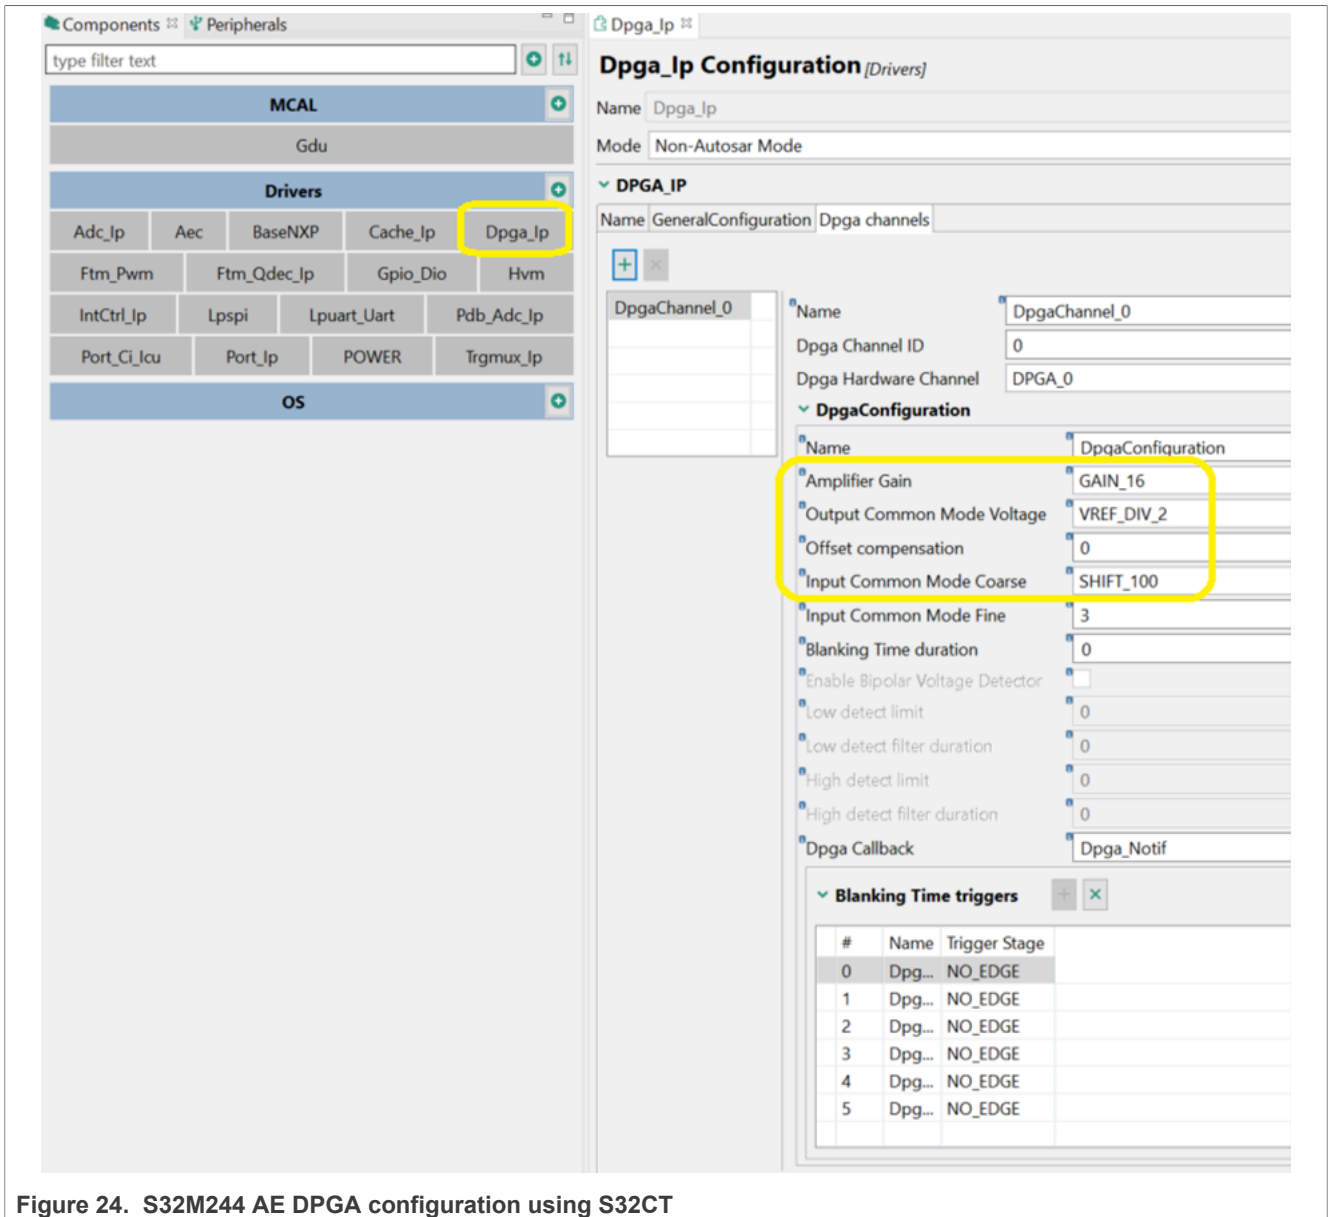 Components
Peripherals
type filter text
MCAL
Gdu
Drivers
Adc_Ip Aec BaseNXP Cache_Ip Dpga_Ip
Ftm_Pwm Ftm_Qdec_Ip Gpio_Dio Hvm
IntCtrl_Ip Lpspi Lpuart_Uart Pdb_Adc_Ip
Port_Ci_Icu Port_Ip POWER Trgmux_Ip
OS
Dpga_Ip
Dpga_Ip Configuration [Drivers]
Name Dpga_Ip
Mode Non-Autosar Mode
DPGA_IP
Name GeneralConfiguration Dpga channels
DpgaChannel_0
Name DpgaChannel_0
Dpga Channel ID 0
Dpga Hardware Channel DPGA_0
DpgaConfiguration
Name DpgaConfiguration
Amplifier Gain GAIN_16
Output Common Mode Voltage VREF_DIV_2
Offset compensation 0
Input Common Mode Coarse SHIFT_100
Input Common Mode Fine 3
Blanking Time duration 0
Enable Bipolar Voltage Detector
Low detect limit 0
Low detect filter duration 0
High detect limit 0
High detect filter duration 0
Dpga Callback Dpga_Notif
Blanking Time triggers
# Name Trigger Stage
0 Dpg... NO_EDGE
1 Dpg... NO_EDGE
2 Dpg... NO_EDGE
3 Dpg... NO_EDGE
4 Dpg... NO_EDGE
5 Dpg... NO_EDGE
Figure 24. S32M244 AE DPGA configuration using S32CT